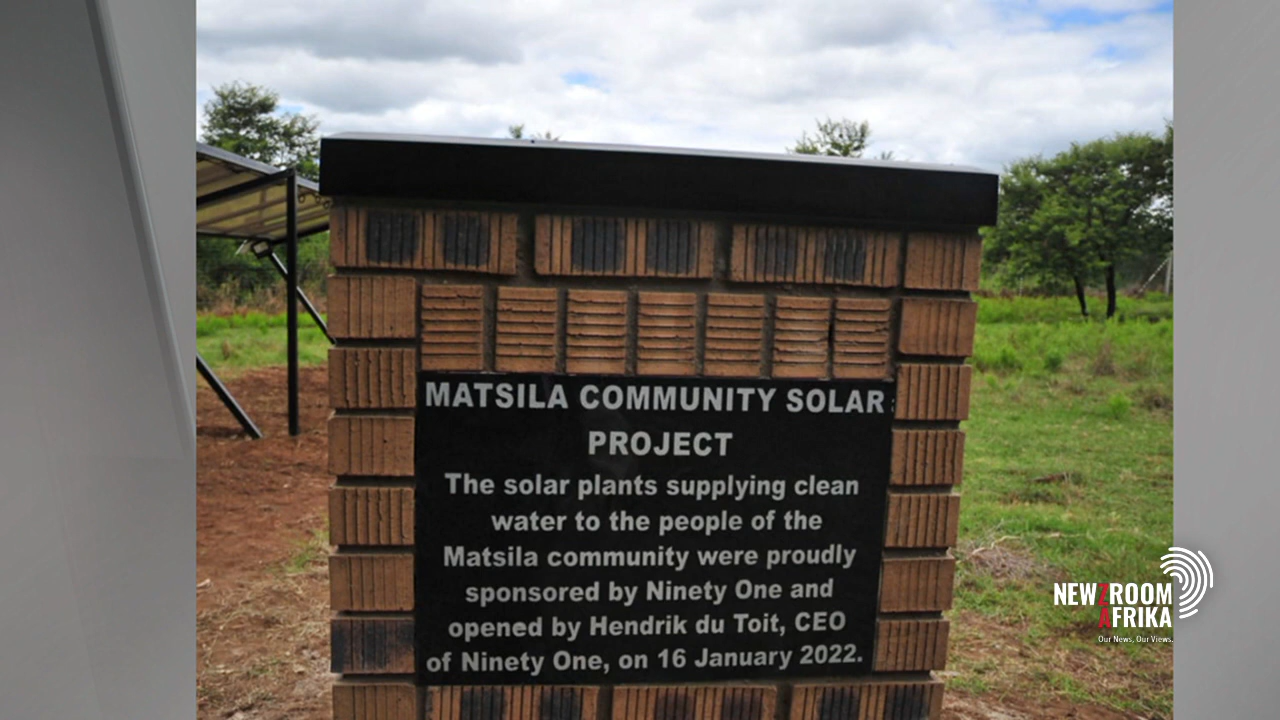 MATSILA COMMUNITY SOLAR
PROJECT
The solar plants supplying clean
water to the people of the
Matsila community were proudly
sponsored by Ninety One and
opened by Hendrik du Toit, CEO
of Ninety One, on 16 January 2022.
NEWZROOM
AFRIKA
Our News, Our Views.